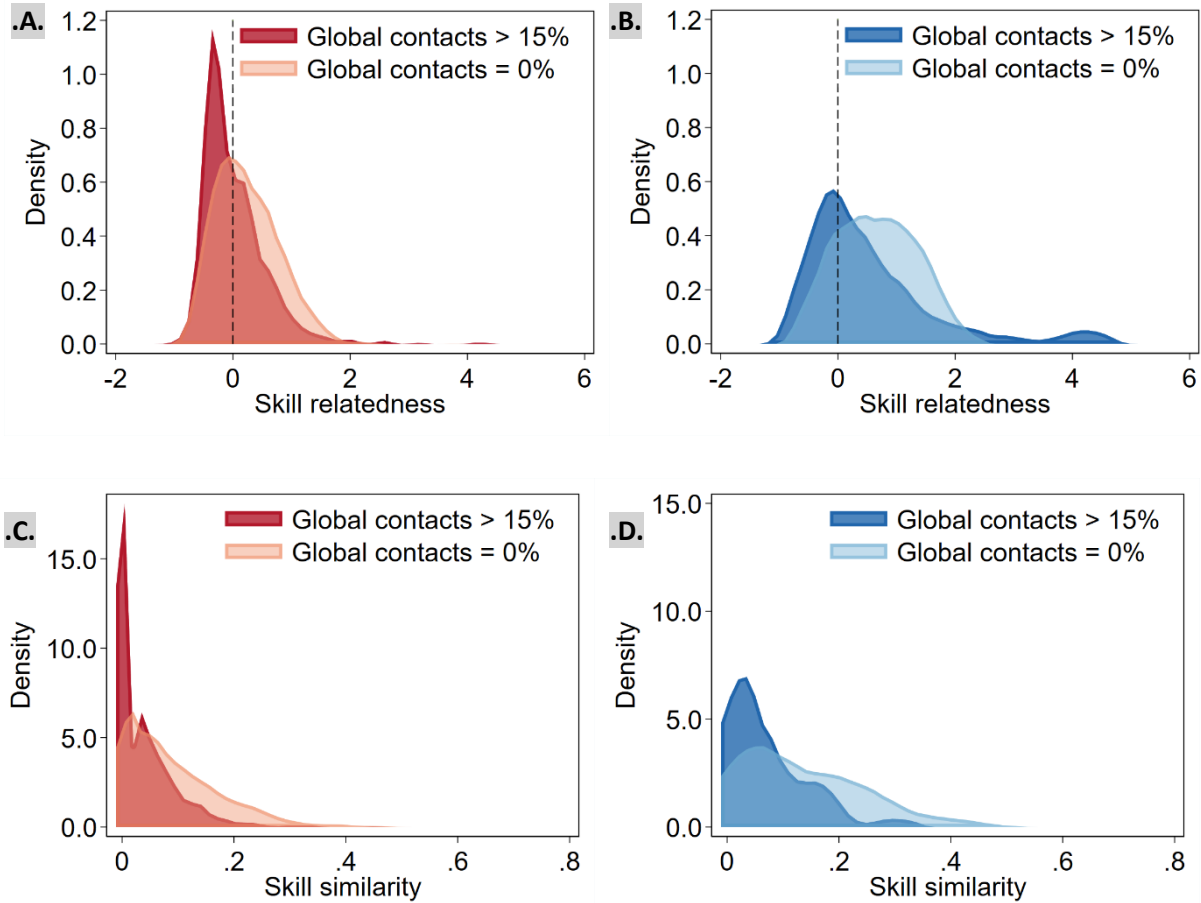 .A.
Global contacts > 15%
Global contacts = 0%
1.2
1.0
0.8
0.6
0.4
0.2
0.0
Density
-2 0 2 4 6
Skill relatedness
.B.
Global contacts > 15%
Global contacts = 0%
1.2
1.0
0.8
0.6
0.4
0.2
0.0
Density
-2 0 2 4 6
Skill relatedness
.C.
Global contacts > 15%
Global contacts = 0%
15.0
10.0
5.0
0.0
Density
0 .2 .4 .6 .8
Skill similarity
.D.
Global contacts > 15%
Global contacts = 0%
15.0
10.0
5.0
0.0
Density
0 .2 .4 .6 .8
Skill similarity